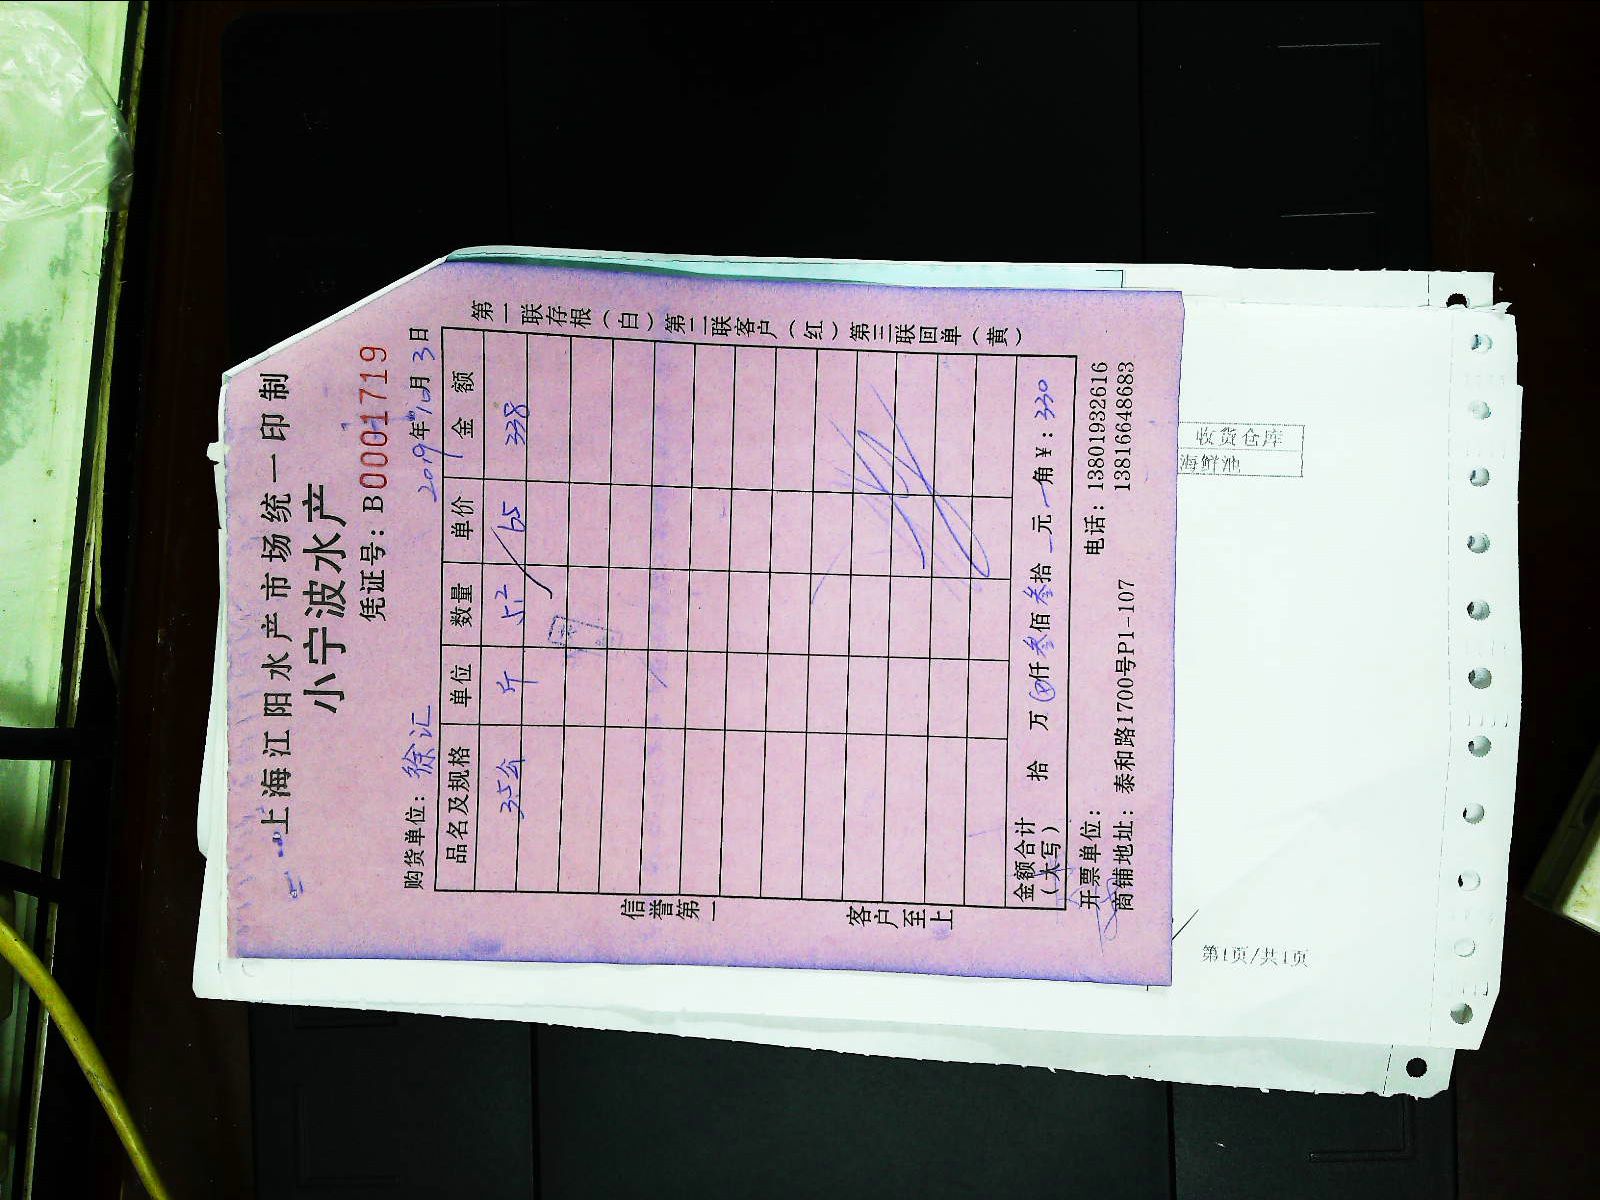 上海江阳水产市场统一印制
小宁波水产
凭证号：B0001719
购货单位：徐汇 2019年10月3日
品名及规格 单位 数量 单价 金额
3.5公 斤 5.2 65 338
金额合计（大写） 拾 万 仟叁佰叁拾 元 角￥：330
开票单位：
电话：13801932616
商铺地址：泰和路1700号P1-107 13816648683
信誉第一 客户至上
第一联存根（白）第二联客户（红）第三联回单（黄）
收货仓库
海鲜池
第1页/共1页